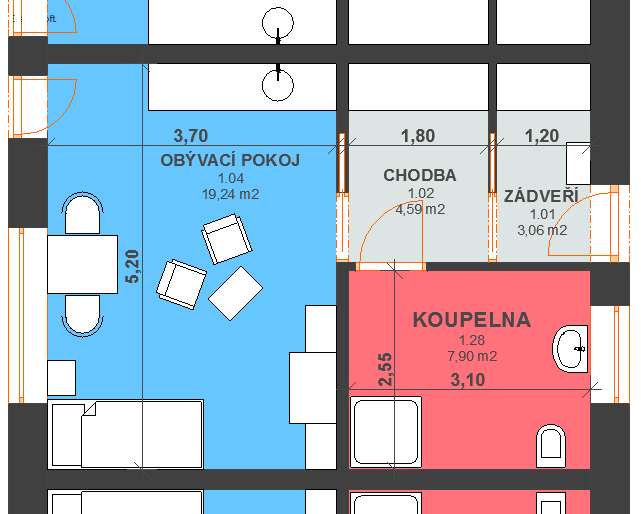 oft.
3,70
1,80
1,20
OBÝVACÍ POKOJ
1.04
19,24 m2
CHODBA
1.02
4,59 m2
ZÁDVEŘÍ
1.01
3,06 m2
5,20
KOUPELNA
1.28
7,90 m2
2,55
3,10